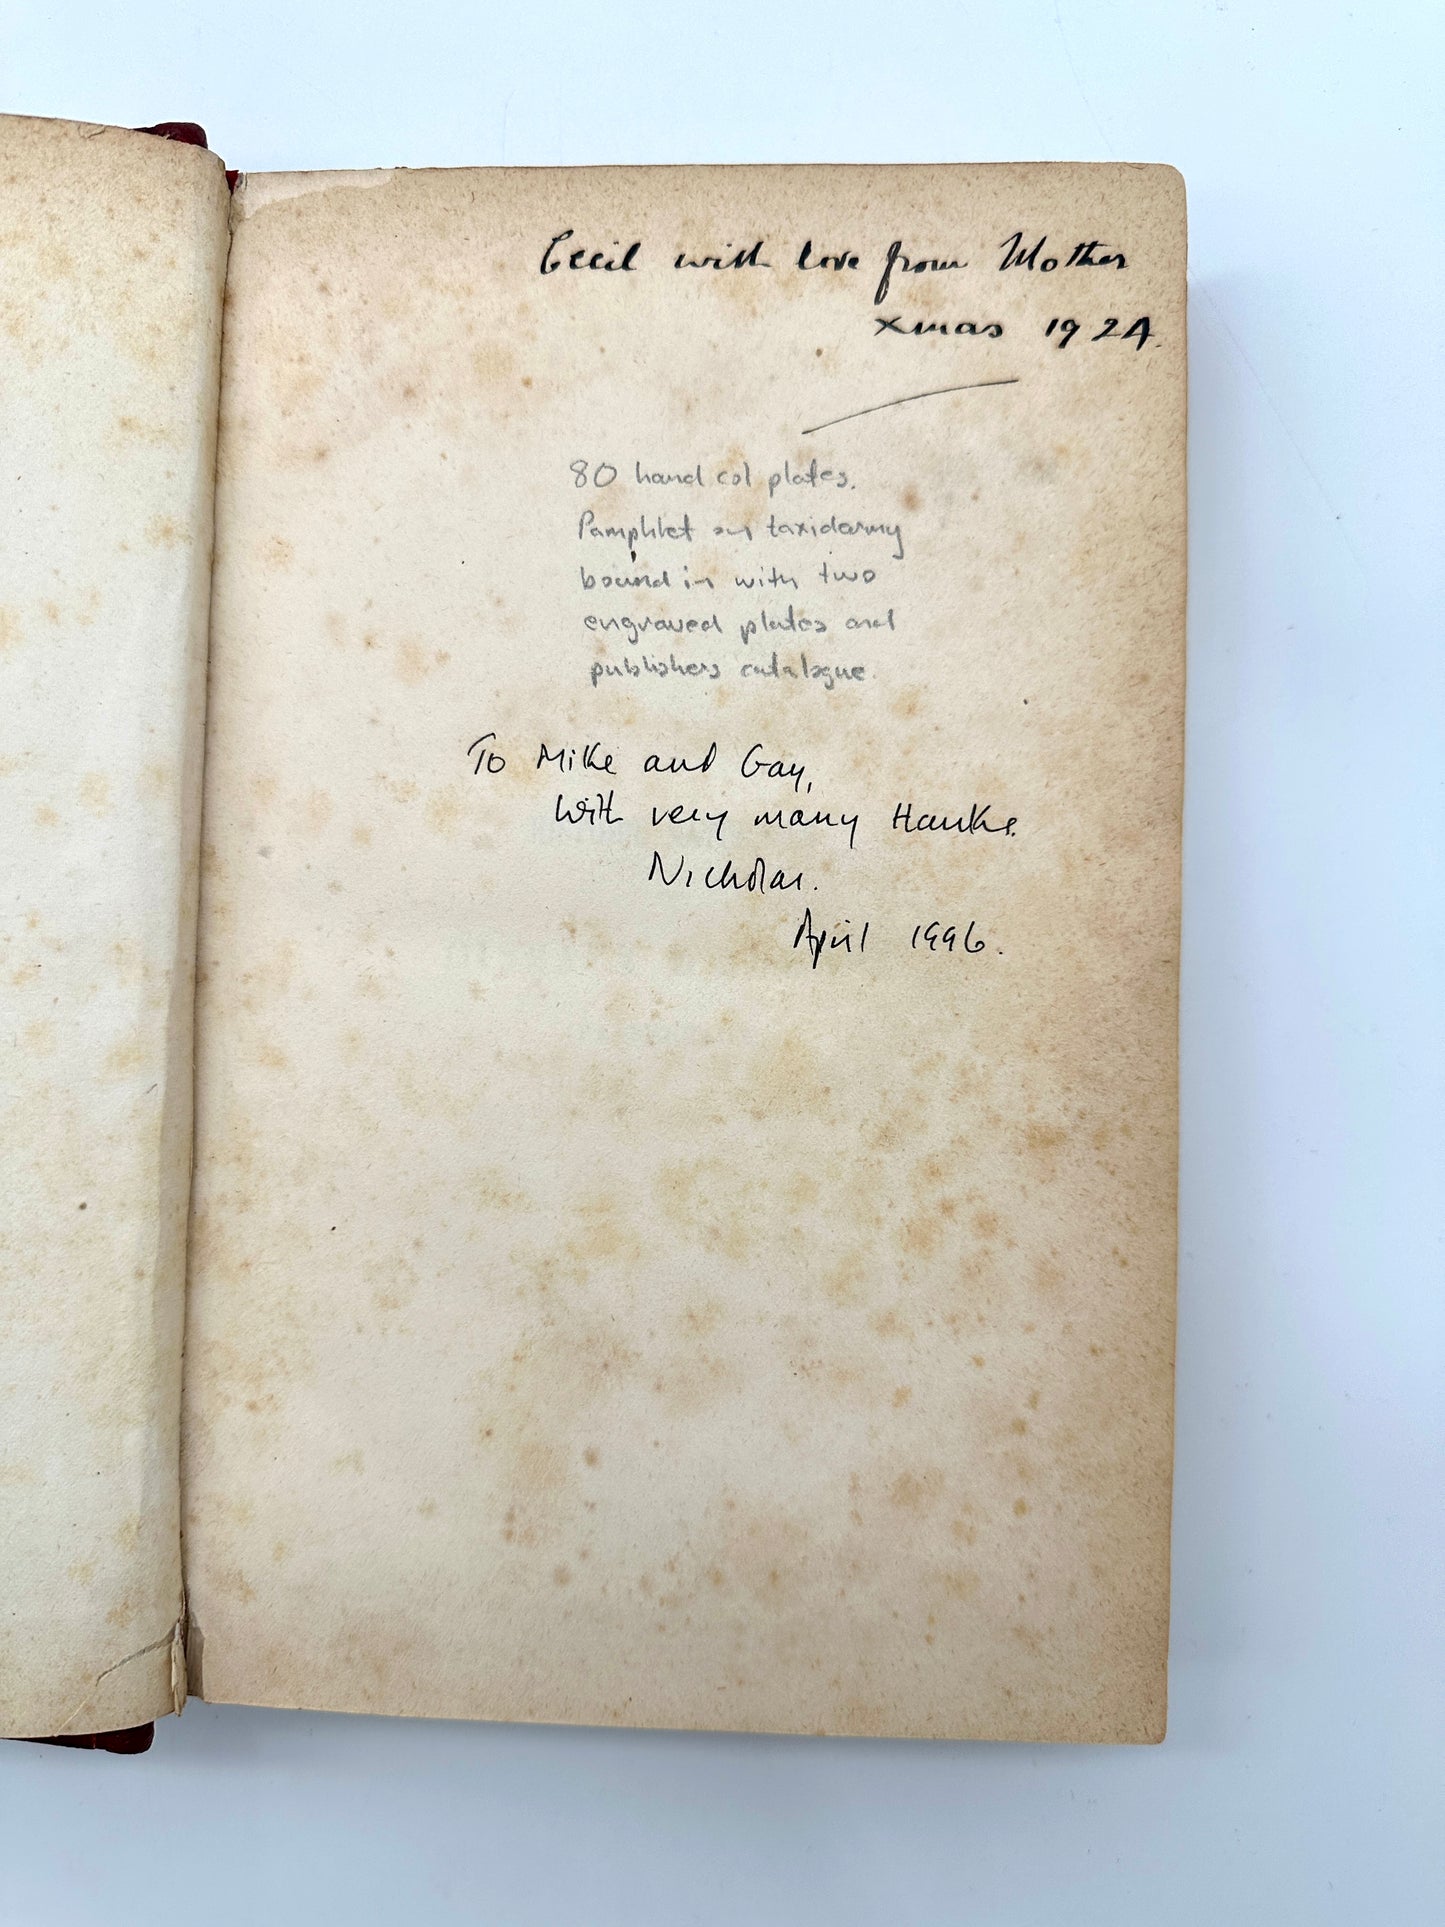 Cecil with love from Mother
xmas 1924.
80 hand col plates.
Pamphlet on taxidermy
bound in with two
engraved plates and
publishers catalogue.
To Mike and Gay,
With very many thanks.
Nicholas.
April 1996.